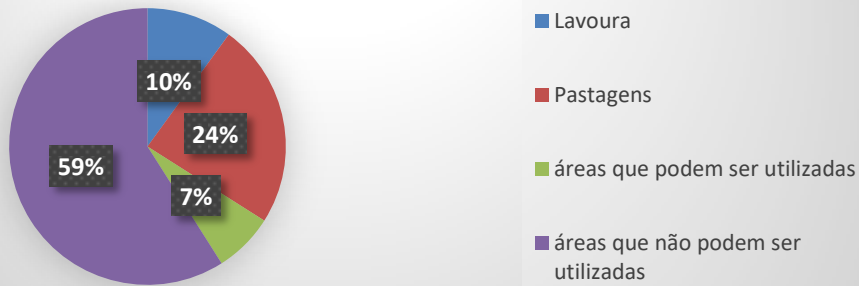 10%
24%
7%
59%
Lavoura
Pastagens
áreas que podem ser utilizadas
áreas que não podem ser
utilizadas